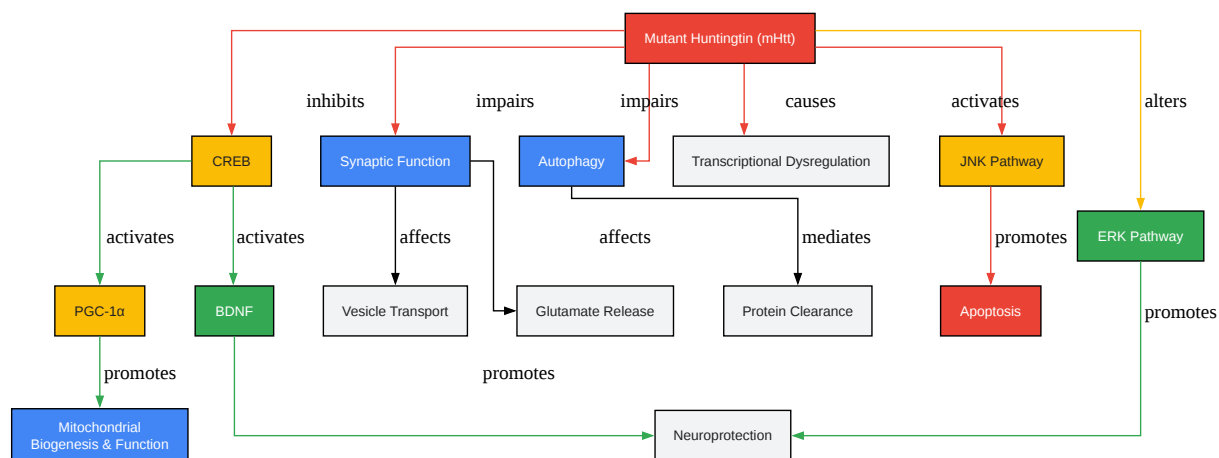 Mutant Huntingtin (mHtt)
inhibits
impairs
impairs
causes
activates
alters
CREB
Synaptic Function
Autophagy
Transcriptional Dysregulation
JNK Pathway
activates
activates
affects
affects
mediates
promotes
ERK Pathway
PGC-1α
BDNF
Vesicle Transport
Glutamate Release
Protein Clearance
Apoptosis
promotes
promotes
promotes
Mitochondrial
Biogenesis & Function
Neuroprotection